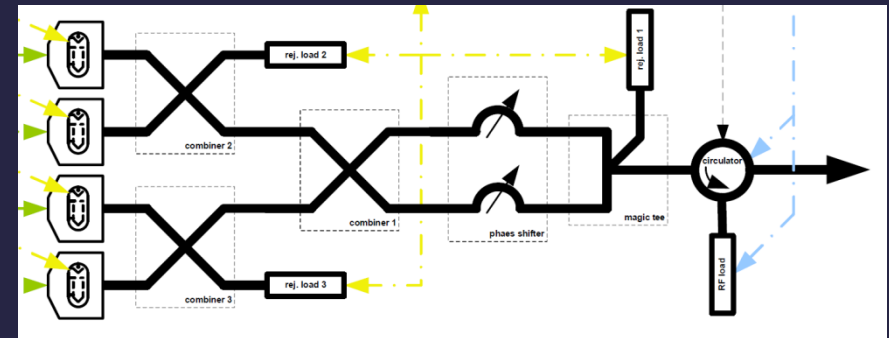 rej. load 2
rej. load 1
combiner 2
circulator
combiner 1
magic tee
phaes shifter
RF load
rej. load 3
combiner 3